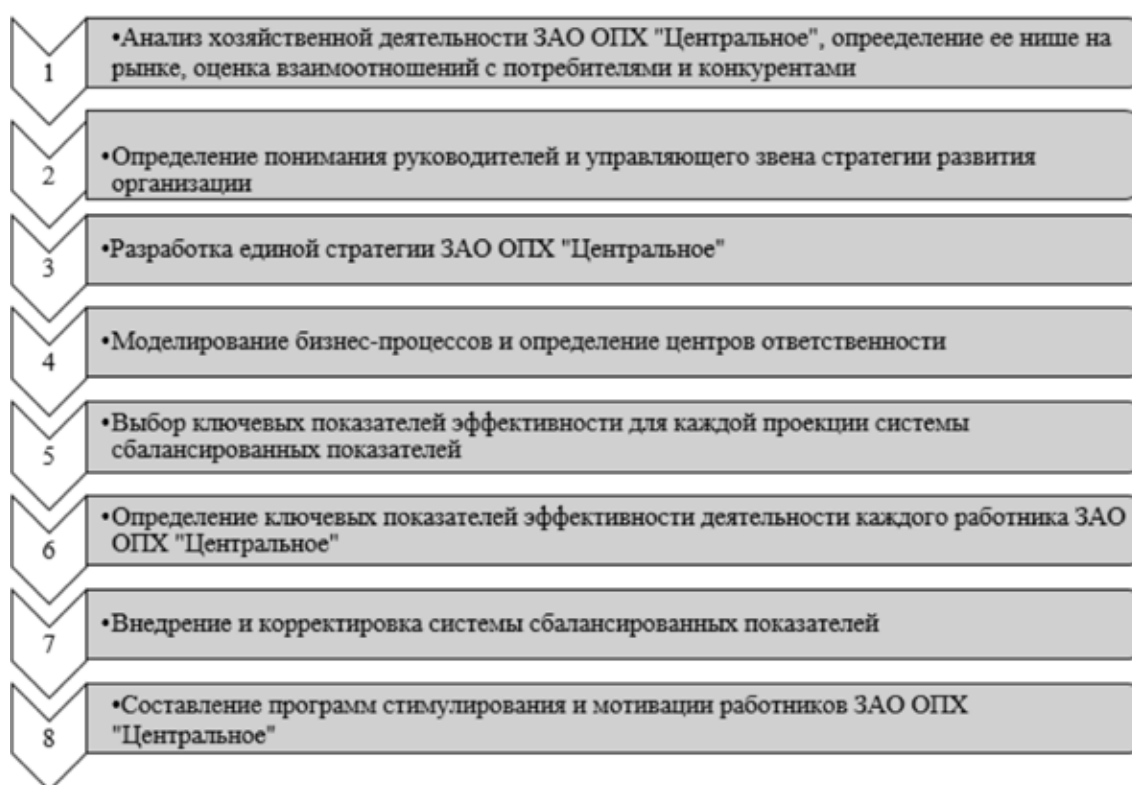 1
•Анализ хозяйственной деятельности ЗАО ОПХ "Центральное", опреедeление ее нише на
рынке, оценка взаимоотношений с потребителями и конкурентами
2
•Определение понимания руководителей и управляющего звена стратегии развития
организации
3
•Разработка единой стратегии ЗАО ОПХ "Центральное"
4
•Моделирование бизнес-процессов и определение центров ответственности
5
•Выбор ключевых показателей эффективности для каждой проекции системы
сбалансированных показателей
6
•Определение ключевых показателей эффективности деятельности каждого работника ЗАО
ОПХ "Центральное"
7
•Внедрение и корректировка системы сбалансированных показателей
8
•Составление программ стимулирования и мотивации работников ЗАО ОПХ
"Центральное"